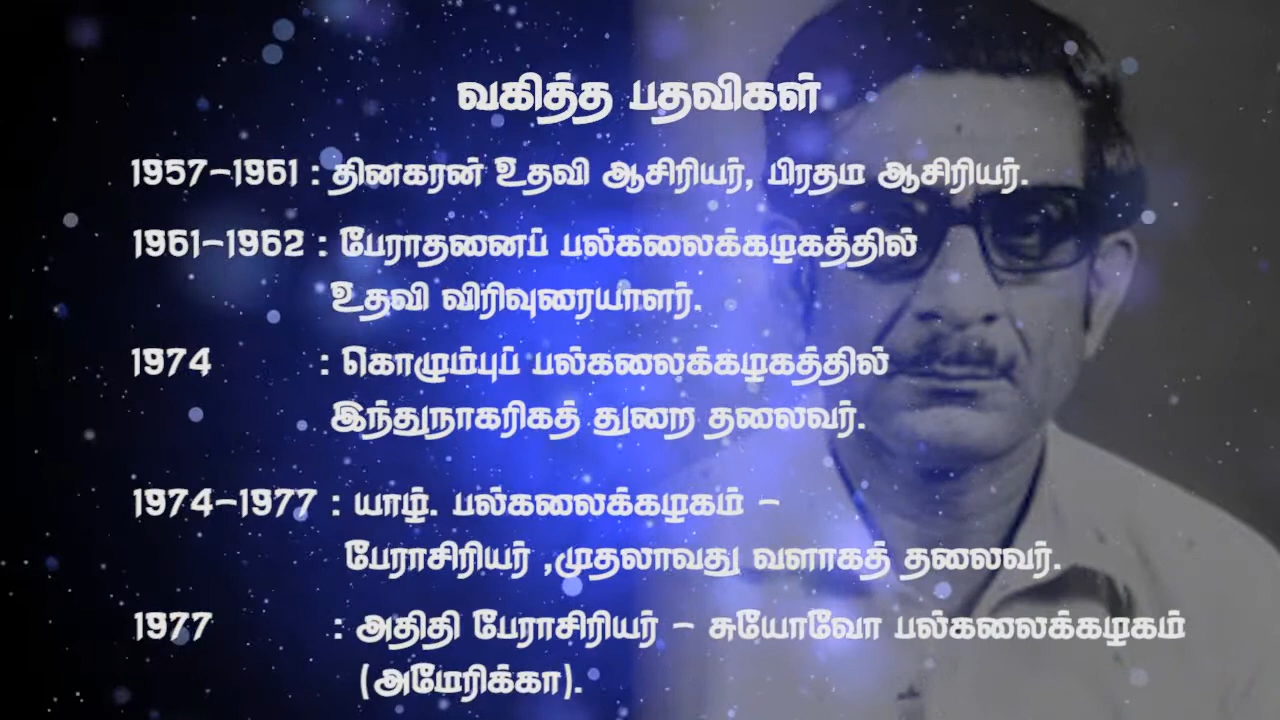 வகித்த பதவிகள்
1957-1961 : தினகரன் உதவி ஆசிரியர், பிரதம ஆசிரியர்.
1961-1962 : பேராதனைப் பல்கலைக்கழகத்தில்
உதவி விரிவுரையாளர்.
1974 : கொழும்புப் பல்கலைக்கழகத்தில்
இந்துநாகரிகத் துறை தலைவர்.
1974-1977 : யாழ். பல்கலைக்கழகம் -
பேராசிரியர் ,முதலாவது வளாகத் தலைவர்.
1977 : அதிதி பேராசிரியர் - சுயோவோ பல்கலைக்கழகம்
(அமேரிக்கா).